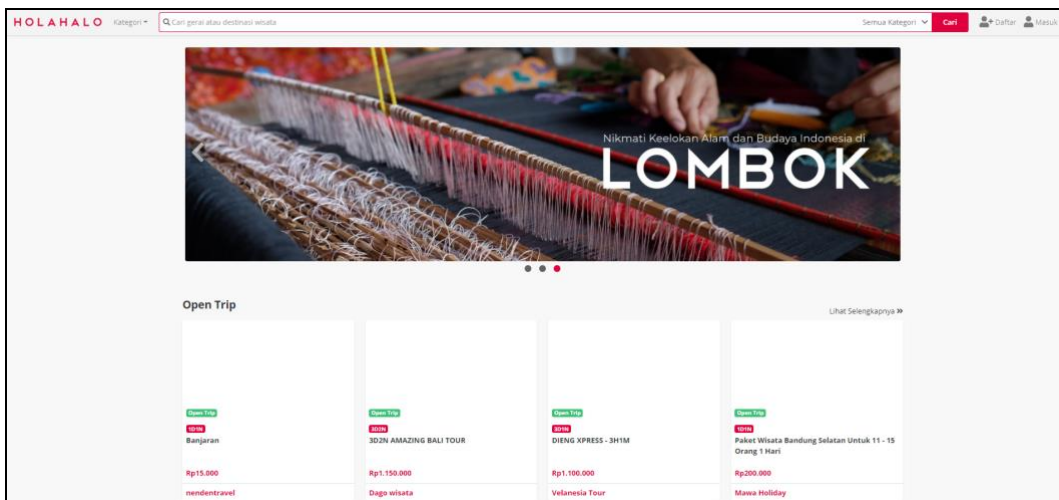 HOLAHALO Kategori Cari gerai atau destinasi wisata Semua Kategori Cari Daftar Masuk
Nikmati Keelokan Alam dan Budaya Indonesia di
LOMBOK
Open Trip
Lihat Selengkapnya »
Open Trip Open Trip Open Trip Open Trip
1D1N 3D2N 3D1N 1D1N
Banjaran 3D2N AMAZING BALI TOUR DIENG XPRESS - 3H1M Paket Wisata Bandung Selatan Untuk 11 - 15
Orang 1 Hari
Rp15.000 Rp1.150.000 Rp1.100.000 Rp200.000
nendentravel Dago wisata Velanesia Tour Mawa Holiday